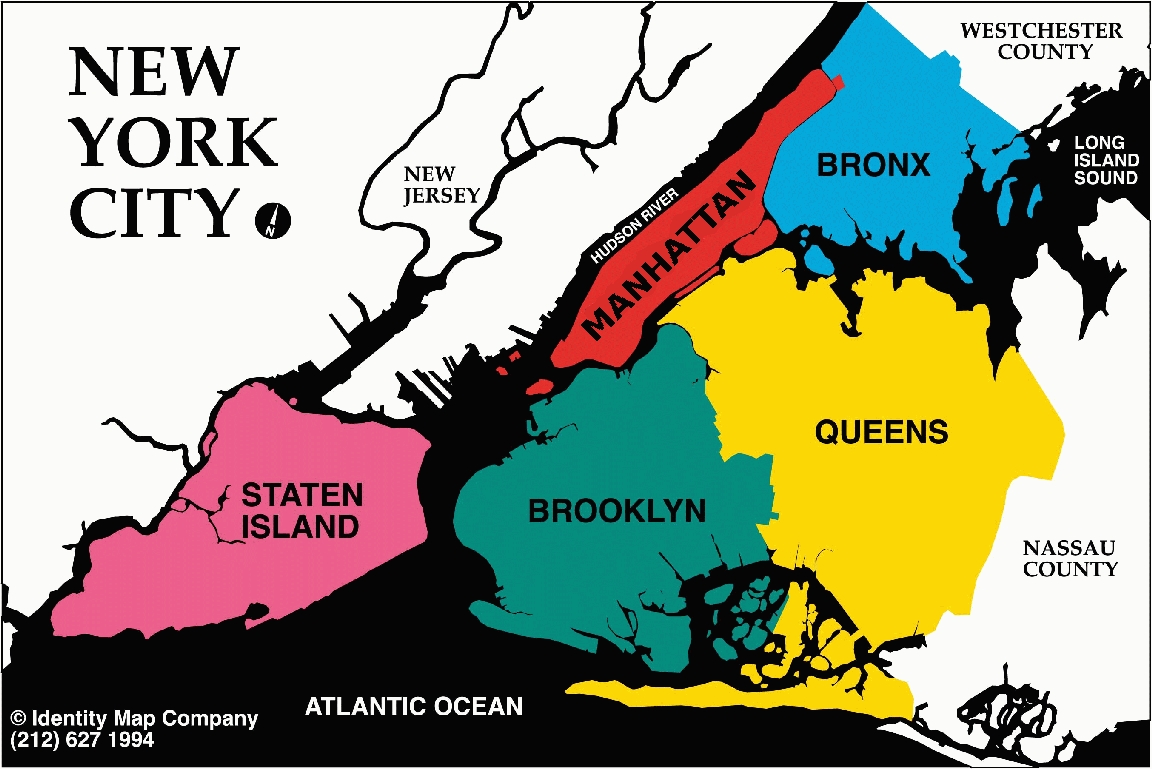 NEW
YORK
CITY
N
WESTCHESTER
COUNTY
LONG
ISLAND
SOUND
BRONX
NEW
JERSEY
HUDSON RIVER
MANHATTAN
QUEENS
STATEN
ISLAND
BROOKLYN
NASSAU
COUNTY
ATLANTIC OCEAN
© Identity Map Company
(212) 627 1994